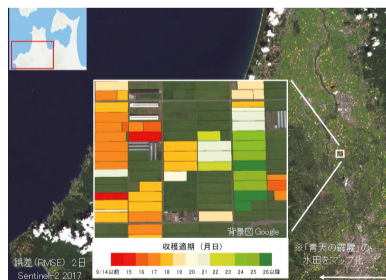 背景図 Google
収穫適期 (月日)
9/14以前 15 16 17 18 19 20 21 22 23 24 25 26以降
誤差(RMSE) 2日
Sentinel-2 2017
※「青天の霹靂」の
水田をマップ化